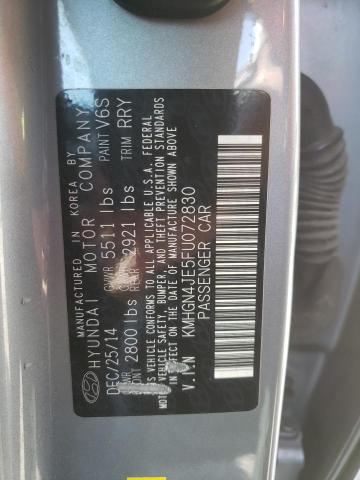 MANUFACTURED IN KOREA BY
HYUNDAI MOTOR COMPANY
DEC/25/14 GVWR 5511 lbs PAINT V6S
GAWR FRONT 2800 lbs GAWR REAR 2921 lbs TRIM RRY
THIS VEHICLE CONFORMS TO ALL APPLICABLE U.S.A. FEDERAL
MOTOR VEHICLE SAFETY, BUMPER, AND THEFT PREVENTION
STANDARDS IN EFFECT ON THE DATE OF MANUFACTURE SHOWN ABOVE
V.I.N KMHGN4JE5FU072830
PASSENGER CAR